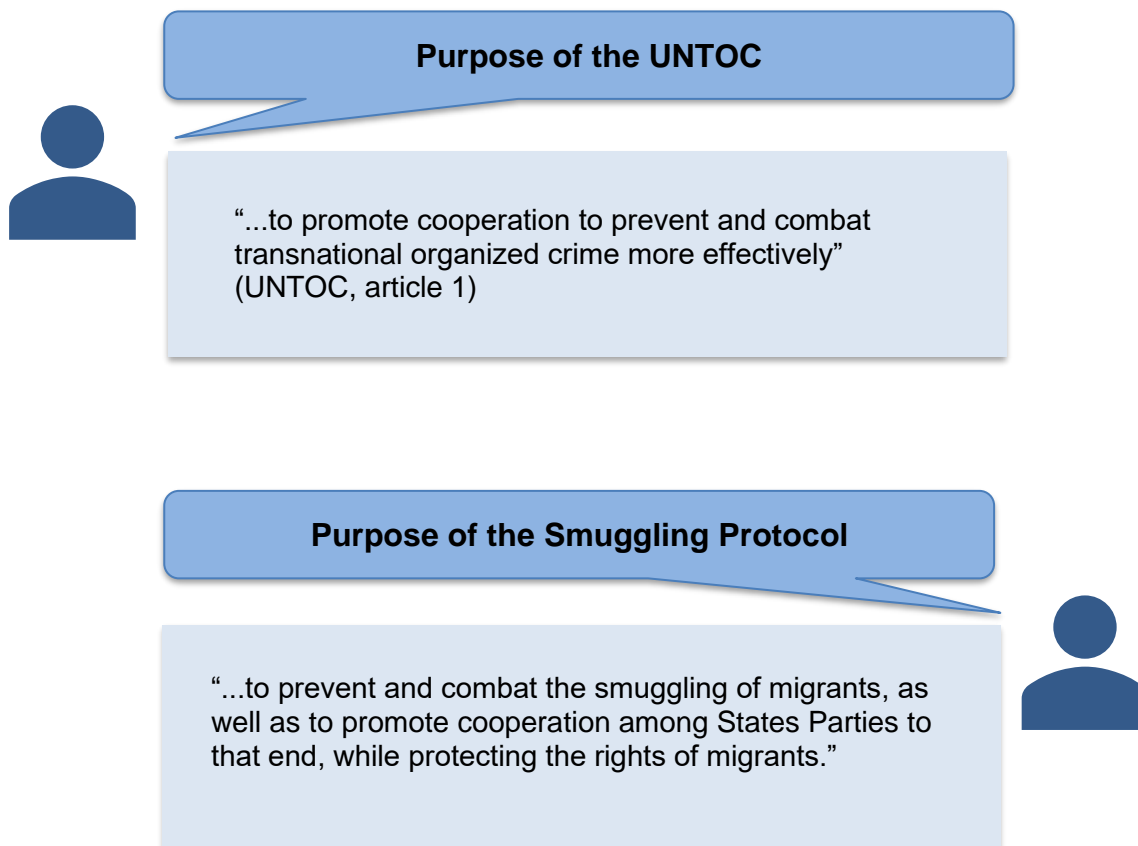 Purpose of the UNTOC
“...to promote cooperation to prevent and combat
transnational organized crime more effectively”
(UNTOC, article 1)
Purpose of the Smuggling Protocol
“...to prevent and combat the smuggling of migrants, as
well as to promote cooperation among States Parties to
that end, while protecting the rights of migrants.”